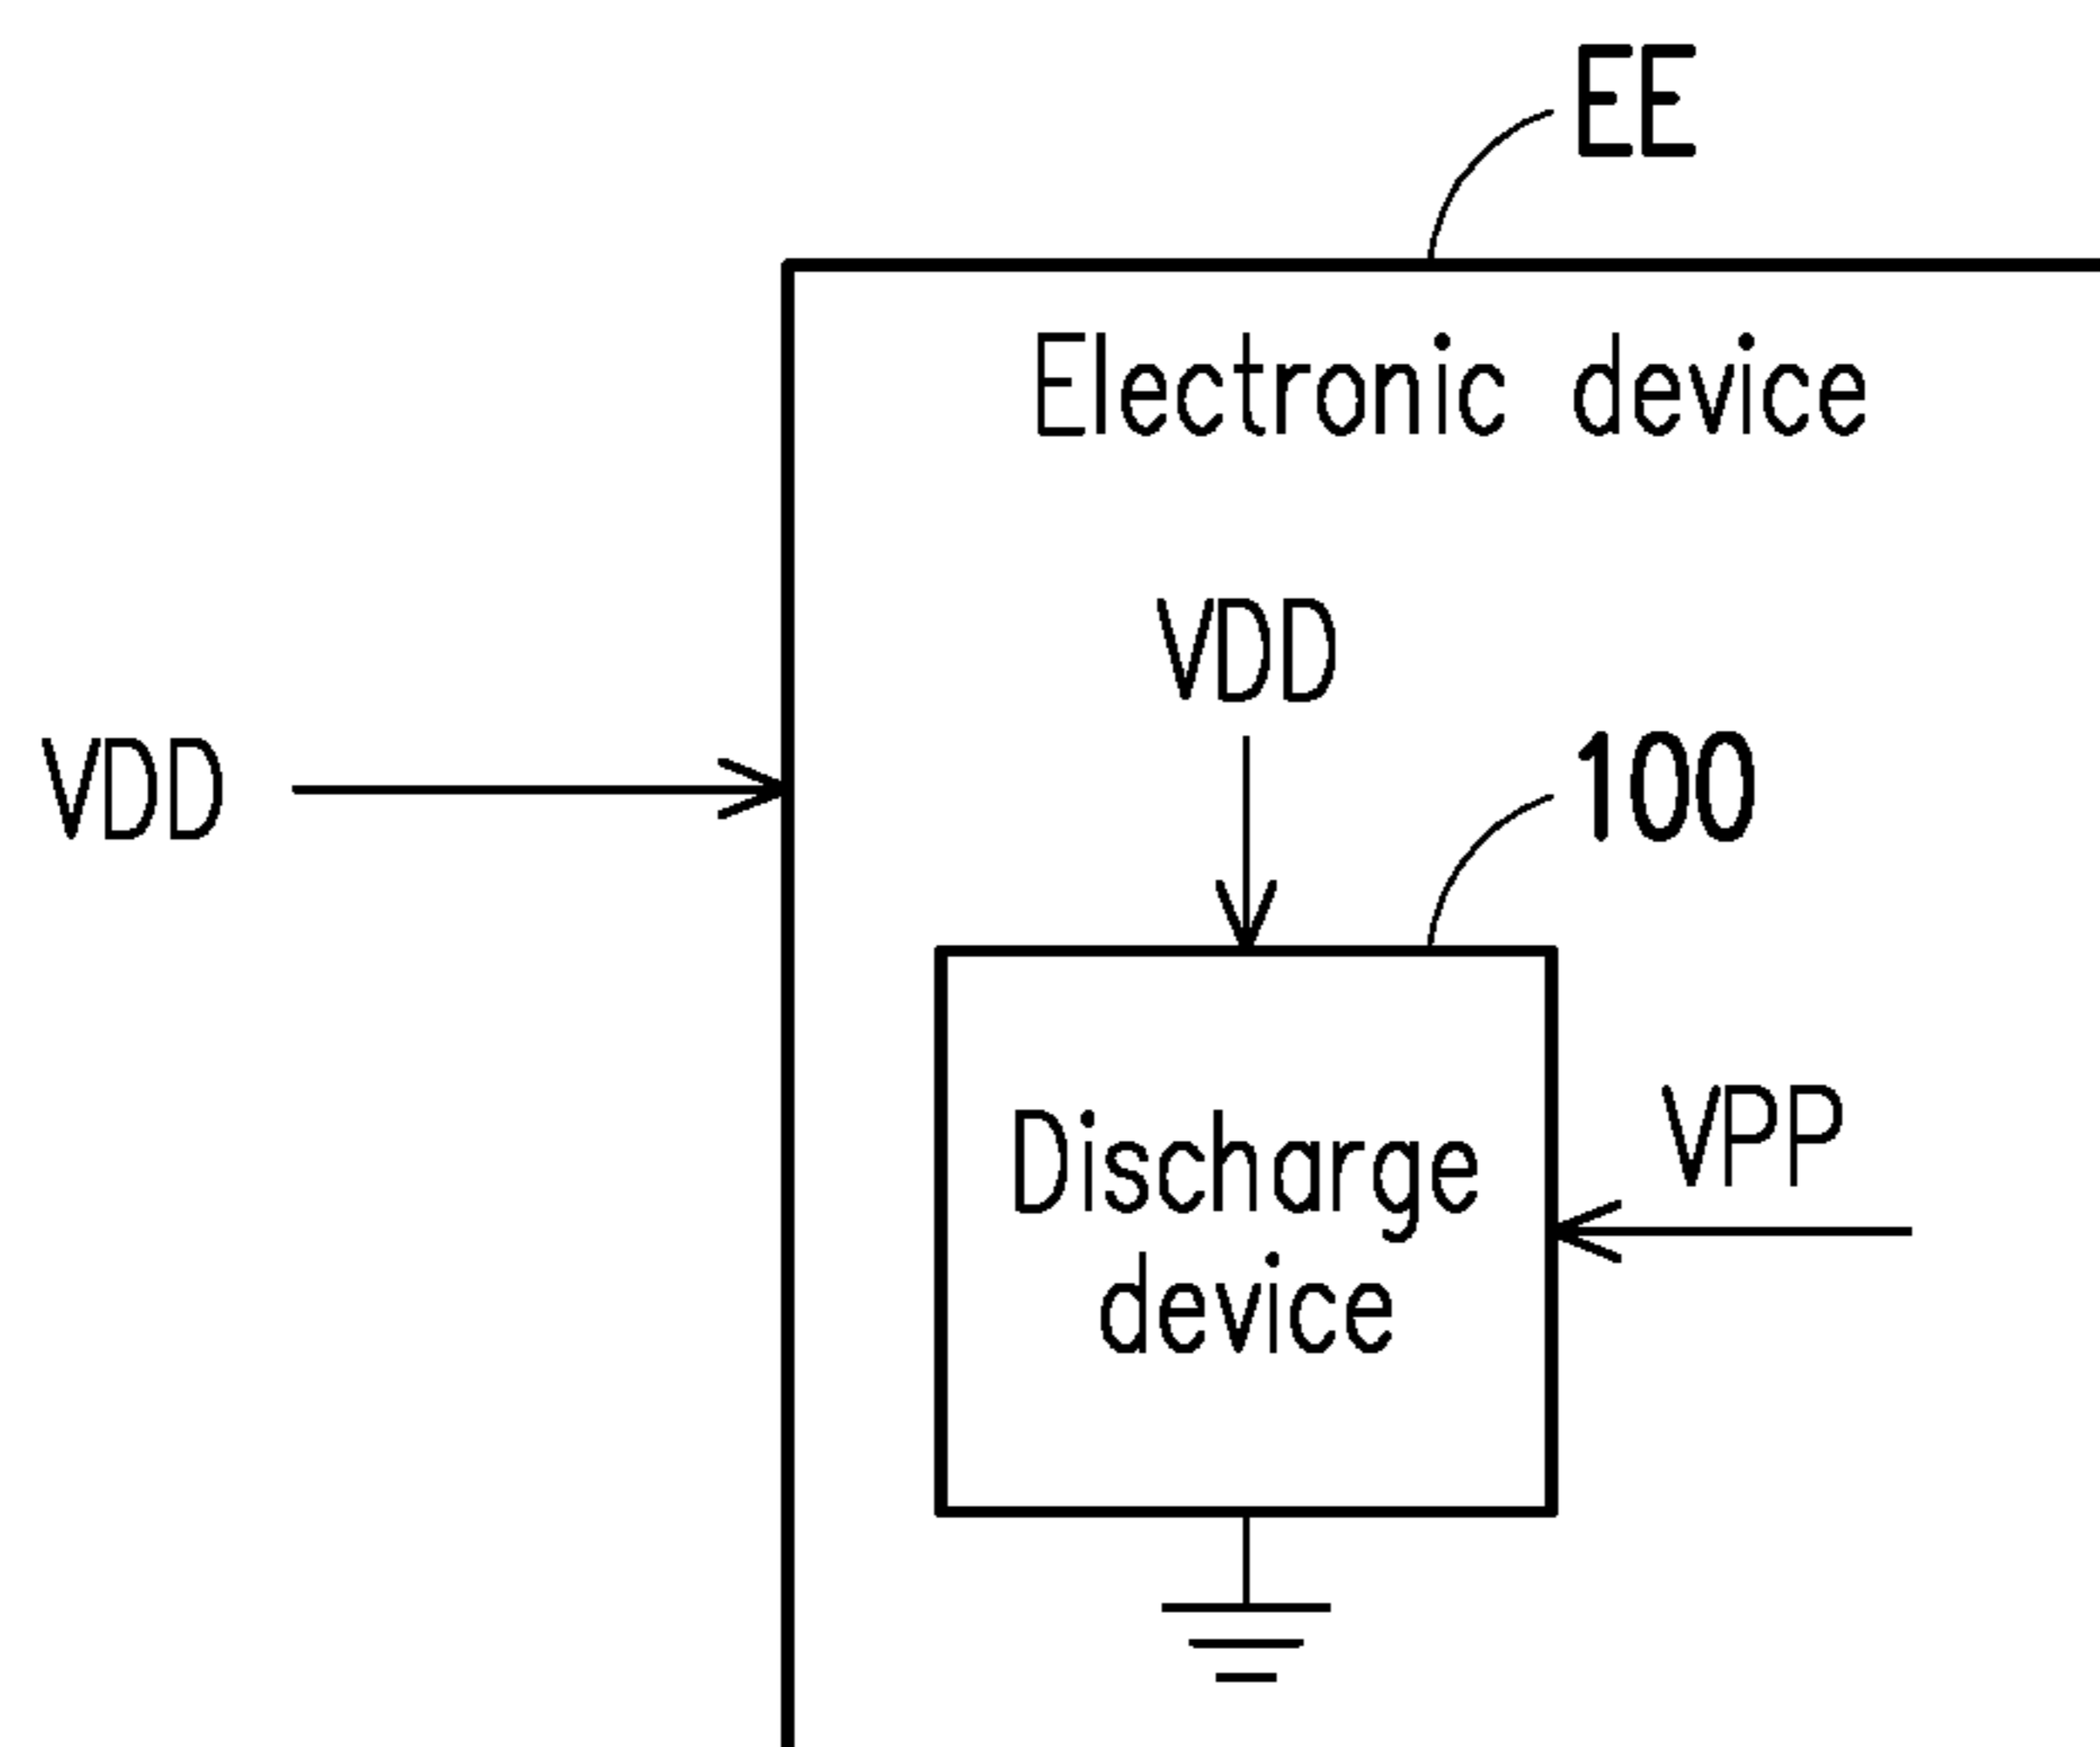 EE
Electronic device
VDD
VDD
100
VPP
Discharge
device